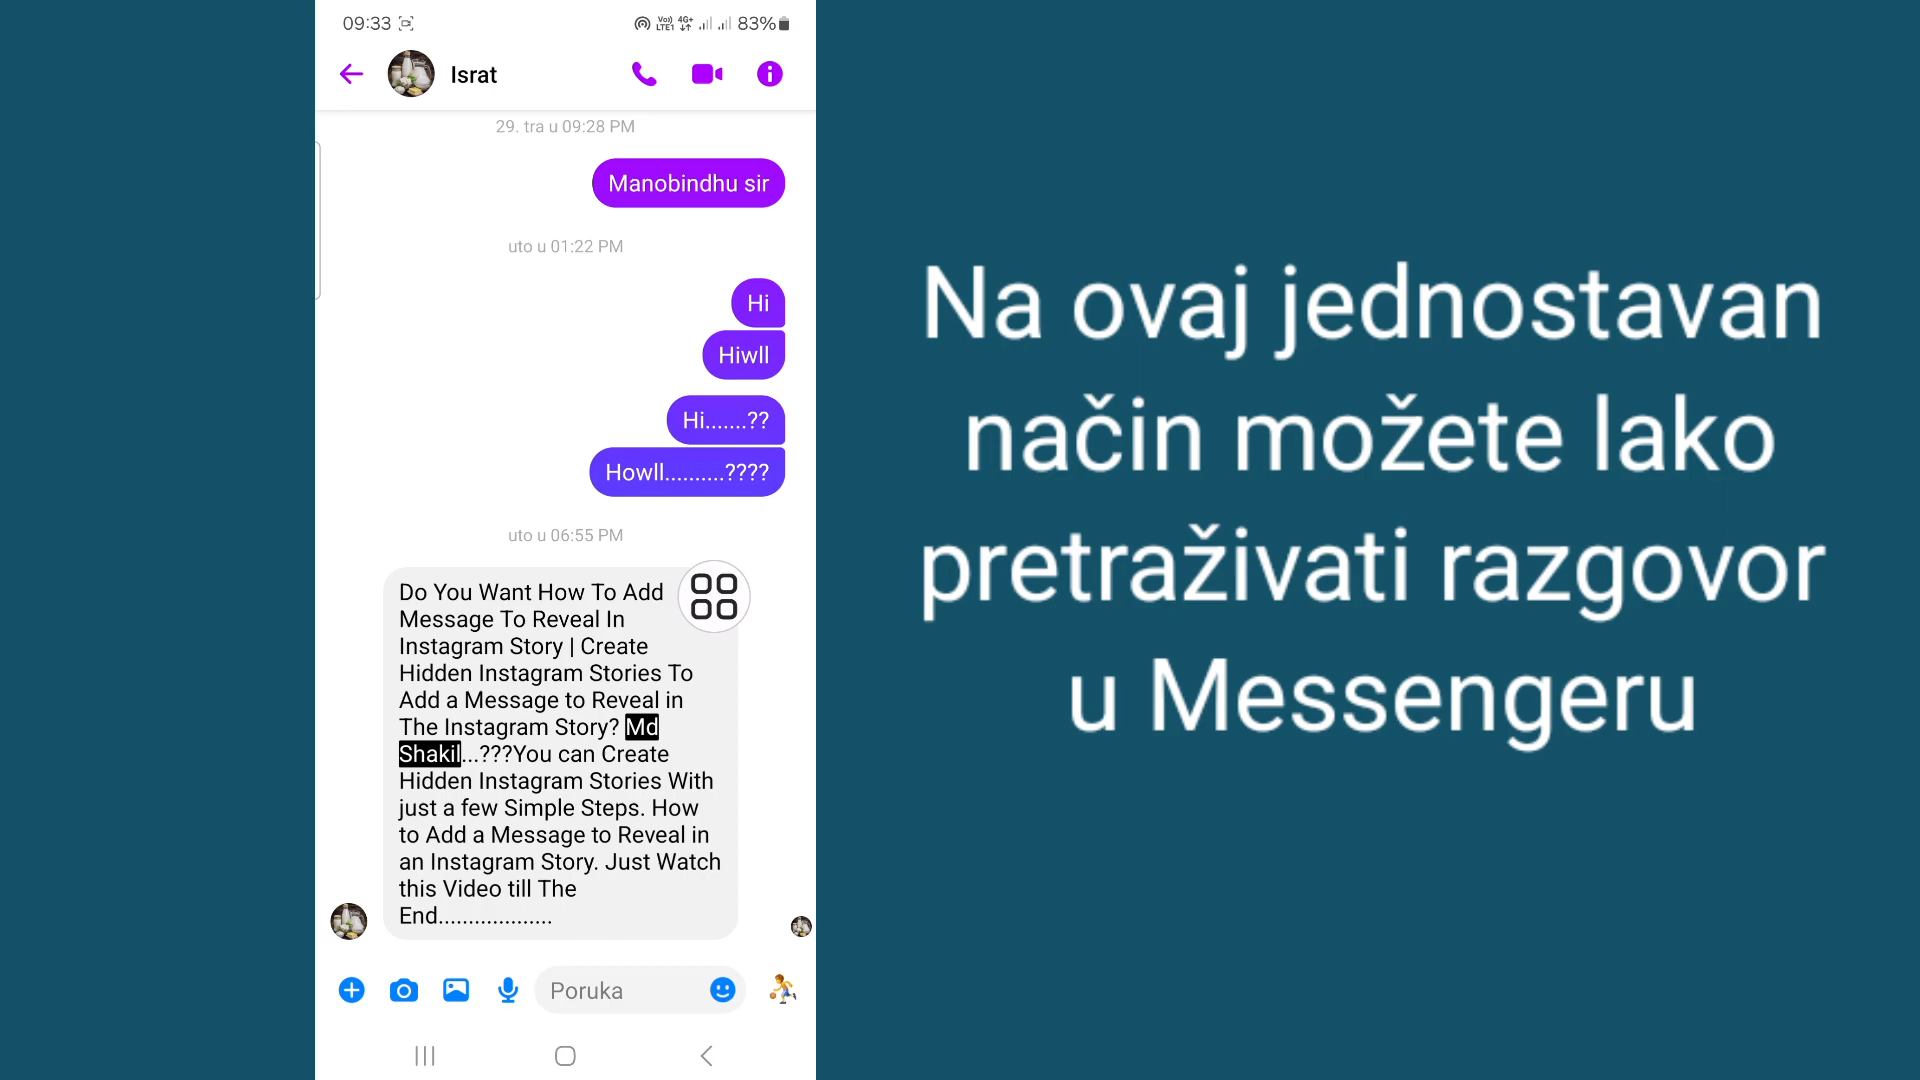 09:33
Vo)) 4G+ 83%
LTE1
Israt
29. tra u 09:28 PM
Manobindhu sir
uto u 01:22 PM
Hi
Hiwll
Hi.......??
Howll..........????
uto u 06:55 PM
Do You Want How To Add
Message To Reveal In
Instagram Story | Create
Hidden Instagram Stories To
Add a Message to Reveal in
The Instagram Story? Md
Shakil...???You can Create
Hidden Instagram Stories With
just a few Simple Steps. How
to Add a Message to Reveal in
an Instagram Story. Just Watch
this Video till The
End...................
Poruka
Na ovaj jednostavan
način možete lako
pretraživati razgovor
u Messengeru